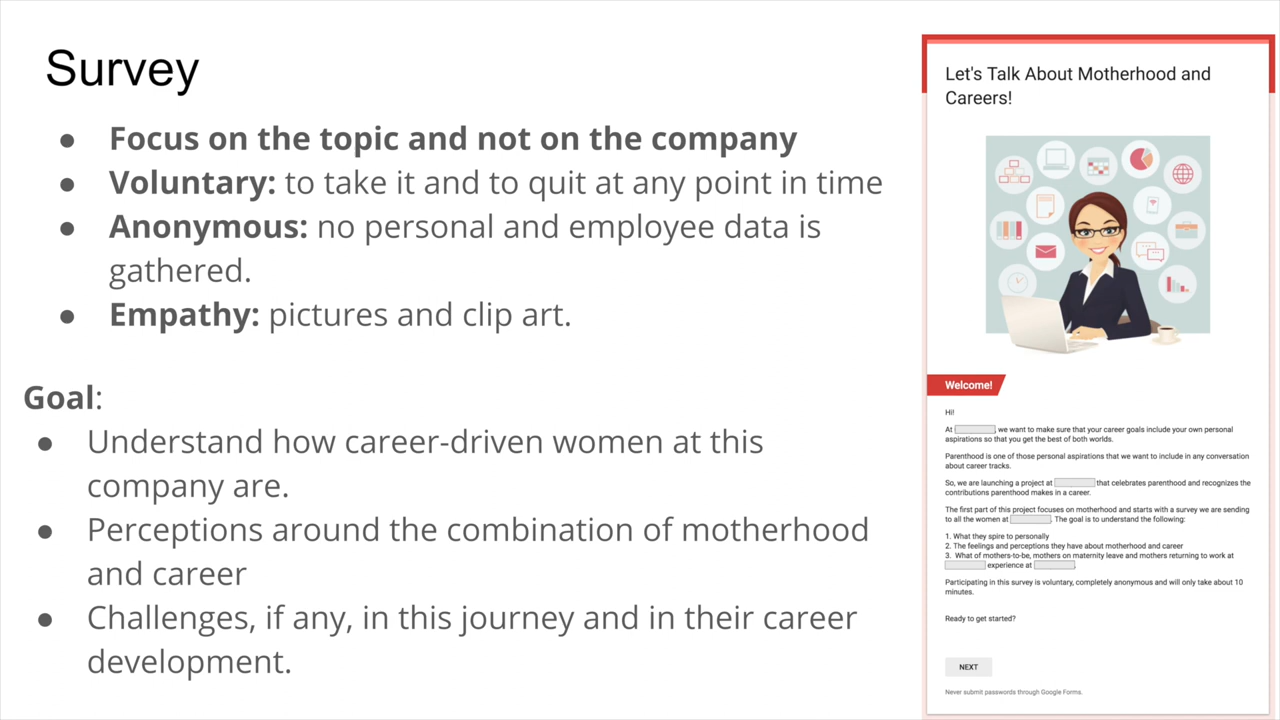 Survey
● Focus on the topic and not on the company
● Voluntary: to take it and to quit at any point in time
● Anonymous: no personal and employee data is
gathered.
● Empathy: pictures and clip art.
Goal:
● Understand how career-driven women at this
company are.
● Perceptions around the combination of motherhood
and career
● Challenges, if any, in this journey and in their career
development.
Let's Talk About Motherhood and
Careers!
Welcome!
Hi!
At , we want to make sure that your career goals include your own personal
aspirations so that you get the best of both worlds.
Parenthood is one of those personal aspirations that we want to include in any conversation
about career tracks.
So, we are launching a project at that celebrates parenthood and recognizes the
contributions parenthood makes in a career.
The first part of this project focuses on motherhood and starts with a survey we are sending
to all the women at . The goal is to understand the following:
1. What they spire to personally
2. The feelings and perceptions they have about motherhood and career
3. What of mothers-to-be, mothers on maternity leave and mothers returning to work at
experience at .
Participating in this survey is voluntary, completely anonymous and will only take about 10
minutes.
Ready to get started?
NEXT
Never submit passwords through Google Forms.